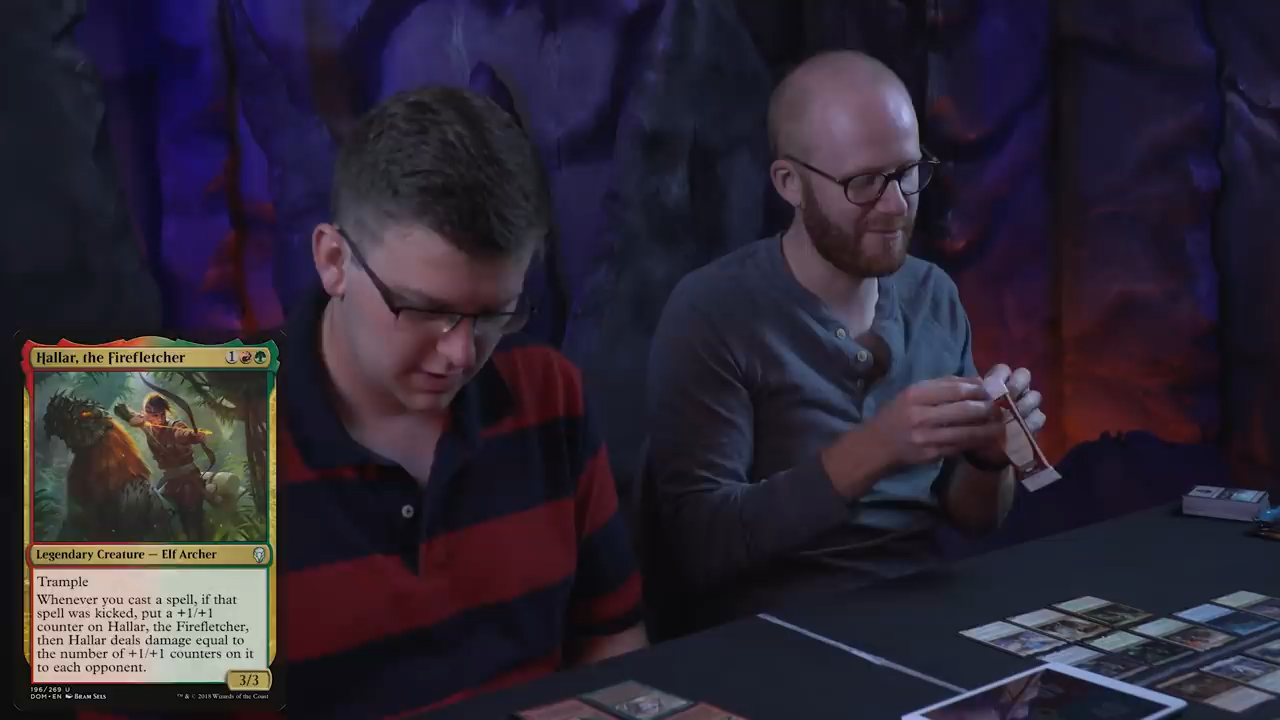 Hallar, the Firefletcher 1
Legendary Creature — Elf Archer
Trample
Whenever you cast a spell, if that
spell was kicked, put a +1/+1
counter on Hallar, the Firefletcher,
then Hallar deals damage equal to
the number of +1/+1 counters on it
to each opponent.
3/3
196/269 U
DOM • EN Bram Sels
™ & © 2018 Wizards of the Coast